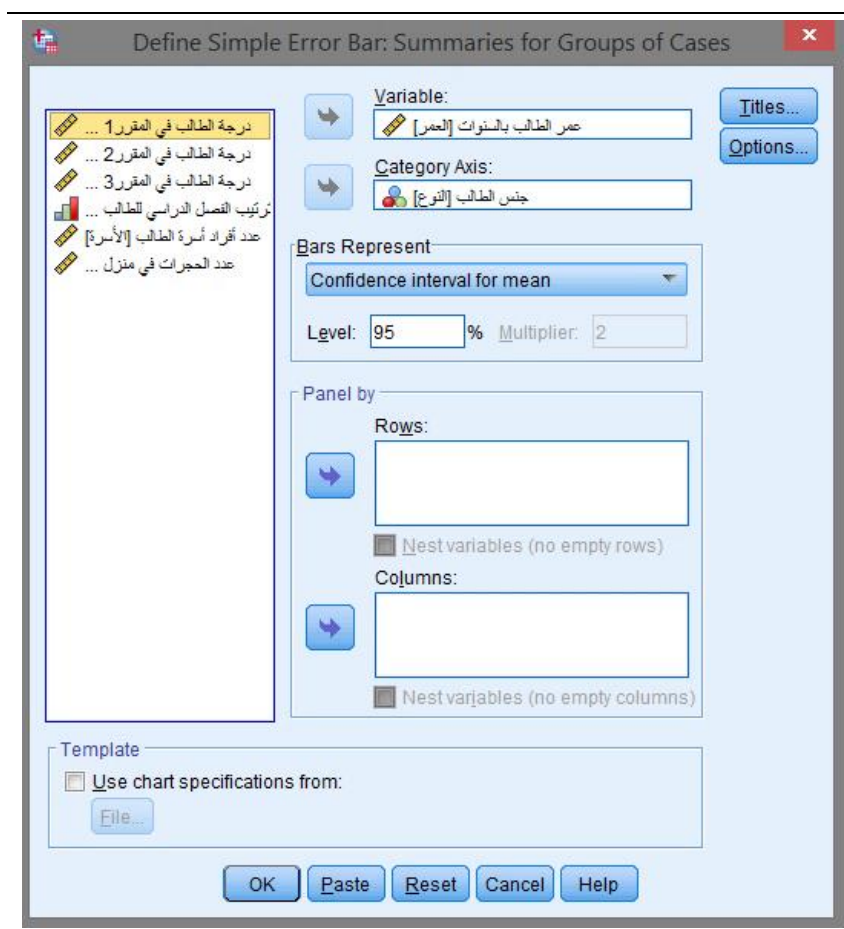 Define Simple Error Bar: Summaries for Groups of Cases
درجة الطالب في المقرر1 ...
درجة الطالب في المقرر2 ...
درجة الطالب في المقرر3 ...
ترتيب الفصل الدراسي للطالب ...
عدد أفراد أسرة الطالب [الأسرة]
عدد الحجرات في منزل ...
Variable:
عمر الطالب بالسنوات [العمر]
Category Axis:
جنس الطالب [النوع]
Titles...
Options...
Bars Represent
Confidence interval for mean
Level: 95 % Multiplier: 2
Panel by
Rows:
Nest variables (no empty rows)
Columns:
Nest variables (no empty columns)
Template
Use chart specifications from:
File...
OK Paste Reset Cancel Help